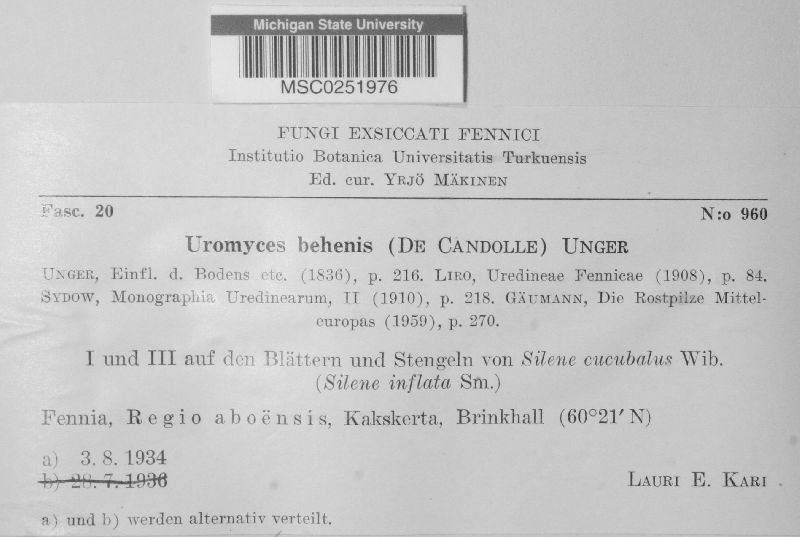 Michigan State University
MSC0251976
FUNGI EXSICCATI FENNICI
Institutio Botanica Universitatis Turkuensis
Ed. cur. YRJÖ MÄKINEN
Fasc. 20 N:o 960
Uromyces behenis (DE CANDOLLE) UNGER
UNGER, Einfl. d. Bodens etc. (1836), p. 216. LIRO, Uredineae Fennicae (1908), p. 84.
SYDOW, Monographia Uredinearum, II (1910), p. 218. GÄUMANN, Die Rostpilze Mittel-
europas (1959), p. 270.
I und III auf den Blättern und Stengeln von Silene cucubalus Wib.
(Silene inflata Sm.)
Fennia, Regio aboënsis, Kakskerta, Brinkhall (60°21′ N)
a) 3. 8. 1934
b) 28. 7. 1936 LAURI E. KARI
a) und b) werden alternativ verteilt.